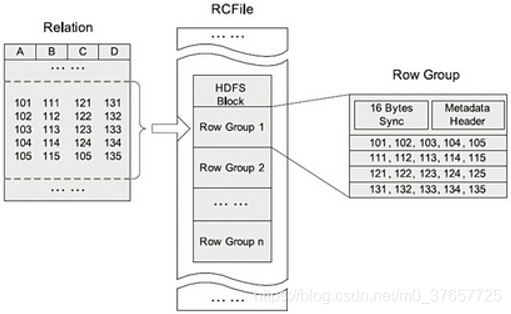 Relation
A B C D
... ...
101 111 121 131
102 112 122 132
103 113 123 133
104 114 124 134
105 115 105 135
... ...
RCFile
... ...
HDFS
Block
Row Group 1
Row Group 2
... ...
Row Group n
... ...
Row Group
16 Bytes
Sync
Metadata
Header
101, 102, 103, 104, 105
111, 112, 113, 114, 115
121, 122, 123, 124, 125
131, 132, 133, 134, 135
https://blog.csdn.net/m0_37657725